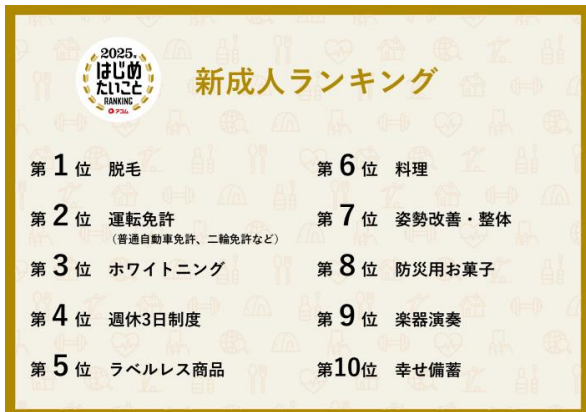 2025年
はじめ
たいこと
RANKING
アコム
新成人ランキング
第1位 脱毛
第2位 運転免許
(普通自動車免許、二輪免許など)
第3位 ホワイトニング
第4位 週休3日制度
第5位 ラベルレス商品
第6位 料理
第7位 姿勢改善・整体
第8位 防災用お菓子
第9位 楽器演奏
第10位 幸せ備蓄